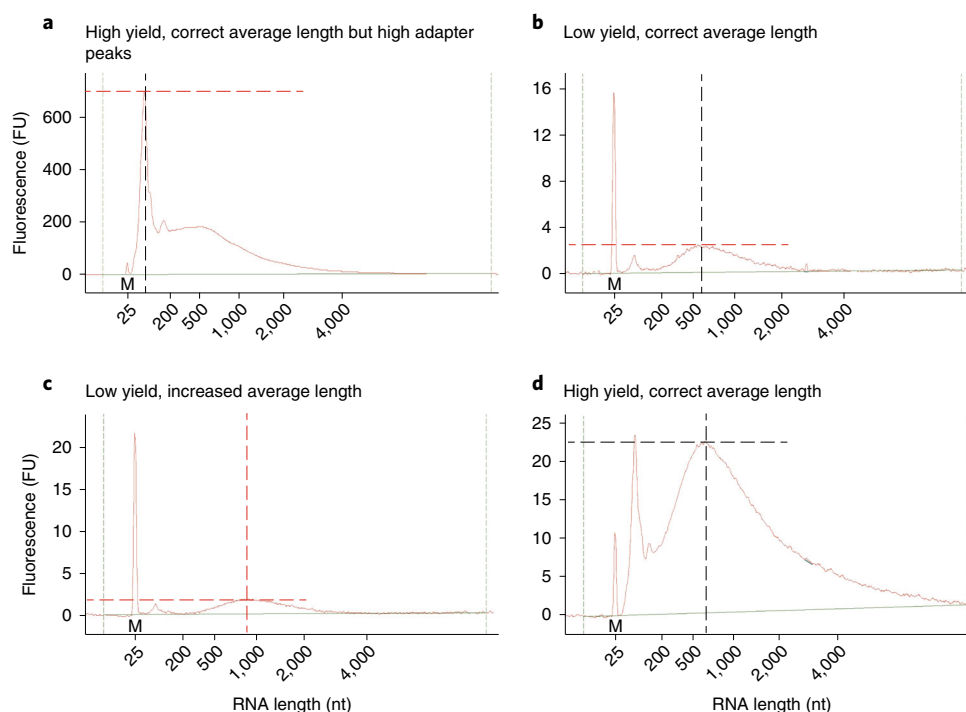 a
High yield, correct average length but high adapter
peaks
Fluorescence (FU)
600
400
200
0
M
25
200
500
1,000
2,000
4,000
b
Low yield, correct average length
16
12
8
4
0
M
25
200
500
1,000
2,000
4,000
c
Low yield, increased average length
Fluorescence (FU)
20
15
10
5
0
M
25
200
500
1,000
2,000
4,000
RNA length (nt)
d
High yield, correct average length
25
20
15
10
5
0
M
25
200
500
1,000
2,000
4,000
RNA length (nt)